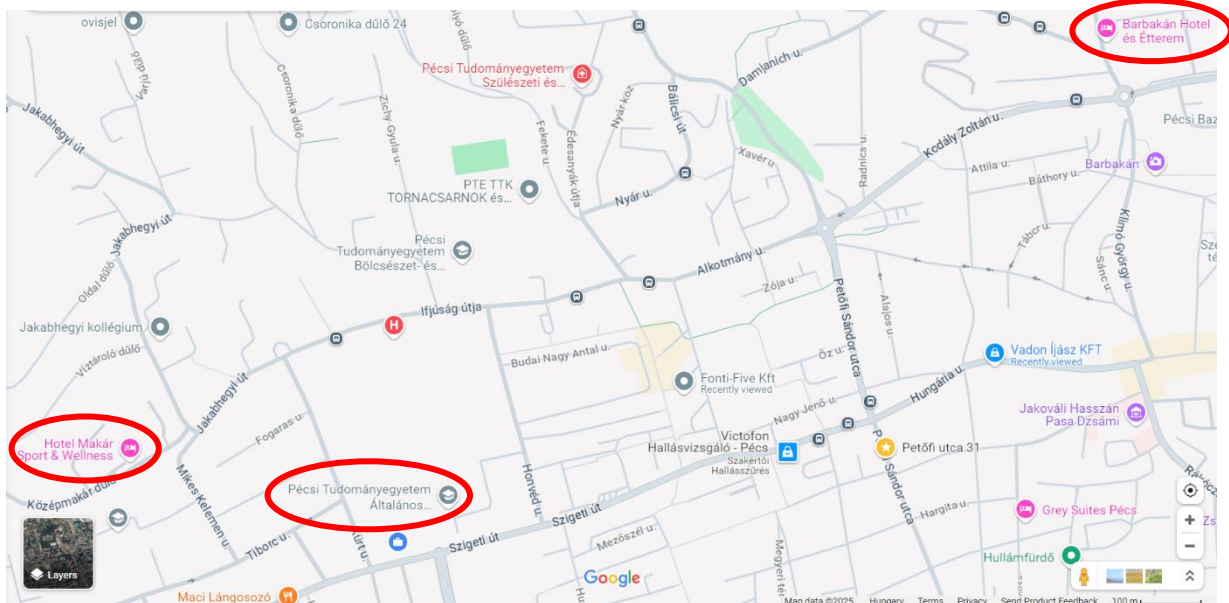 ovisjel
Csoronika dűlő 24
Barbakán Hotel
és Étterem
Csoronika dűlő
Zichy Gyula u.
Pécsi Tudományegyetem
Szülészeti és...
Fekete u.
Édesanyák útja
Nyár köz
Bálicsi út
Damjanich u.
Kodály Zoltán u.
Pécsi Baz
Jakabhegyi út
Xavér u.
Rapnics u.
Attila u.
Báthory u.
Barbakán
PTE TTK
TORNACSARNOK és...
Nyár u.
Jakabhegyi út
Pécsi
Tudományegyetem
Bölcsészet- és...
Alkotmány u.
Klimó György u.
Sánc u.
Oldal dűlő
Zója u.
Petőfi Sándor utca
Alajos u.
Ifjúság útja
H
Jakabhegyi kollégium
Víztároló dűlő
Budai Nagy Antal u.
Őz u.
Vadon Íjász KFT
Recently viewed
Fonti-Five Kft
Recently viewed
Hungária u.
Jakabhegyi út
Nagy Jenő u.
Jakováli Hasszán
Pasa Dzsámi
Fogaras u.
Hotel Makár
Sport & Wellness
Victofon
Hallásvizsgáló - Pécs
Szakértői
Hallásszűrés
Petőfi utca 31
Sándor utca
Középmakár dűlő
Mikes Kelemen u.
Pécsi Tudományegyetem
Általános...
Honvéd u.
Szigeti út
Hargita u.
Grey Suites Pécs
Tiborc u.
Kürt u.
Szigeti út
Mezőszél u.
Megyeri tér
Hullámfürdő
Layers
Maci Lángosozó
Google
Map data ©2025 Hungary Terms Privacy Send Product Feedback 100 m